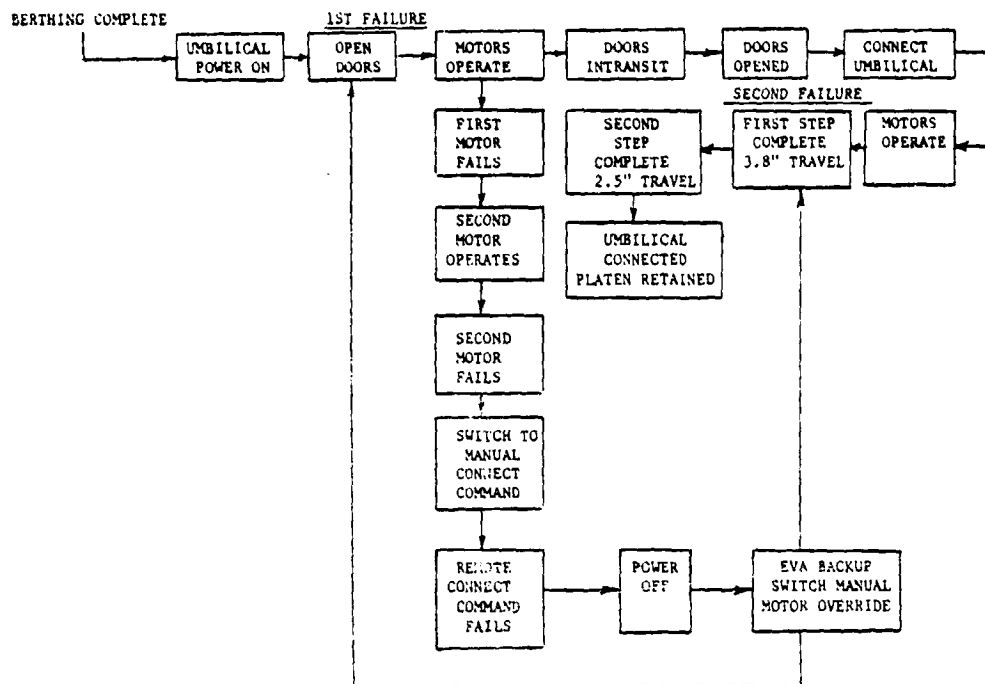 BERTHING COMPLETE
1ST FAILURE
UMBILICAL
POWER ON
OPEN
DOORS
MOTORS
OPERATE
DOORS
INTRANSIT
DOORS
OPENED
CONNECT
UMBILICAL
SECOND FAILURE
FIRST
MOTOR
FAILS
SECOND
STEP
COMPLETE
2.5" TRAVEL
FIRST STEP
COMPLETE
3.8" TRAVEL
MOTORS
OPERATE
SECOND
MOTOR
OPERATES
UMBILICAL
CONNECTED
PLATEN RETAINED
SECOND
MOTOR
FAILS
SWITCH TO
MANUAL
CONNECT
COMMAND
REMOTE
CONNECT
COMMAND
FAILS
POWER
OFF
EVA BACKUP
SWITCH MANUAL
MOTOR OVERRIDE